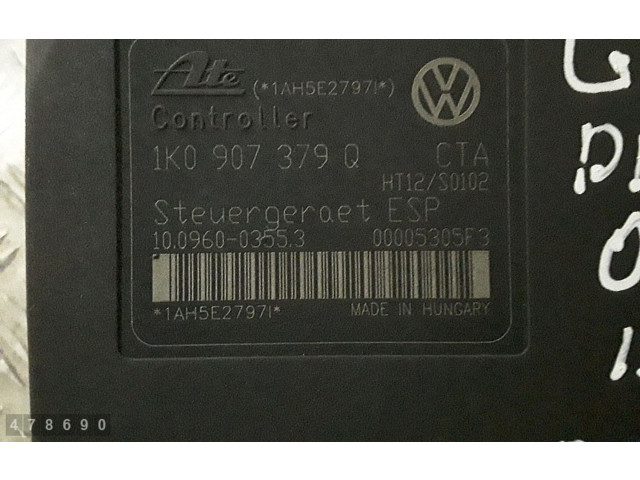 Ate (*1AH5E2797I*) VW
Controller
1K0 907 379 Q CTA
HT12/S0102
Steuergeraet ESP
10.0960-0355.3 00005305F3
*1AH5E2797I*
MADE IN HUNGARY
478690